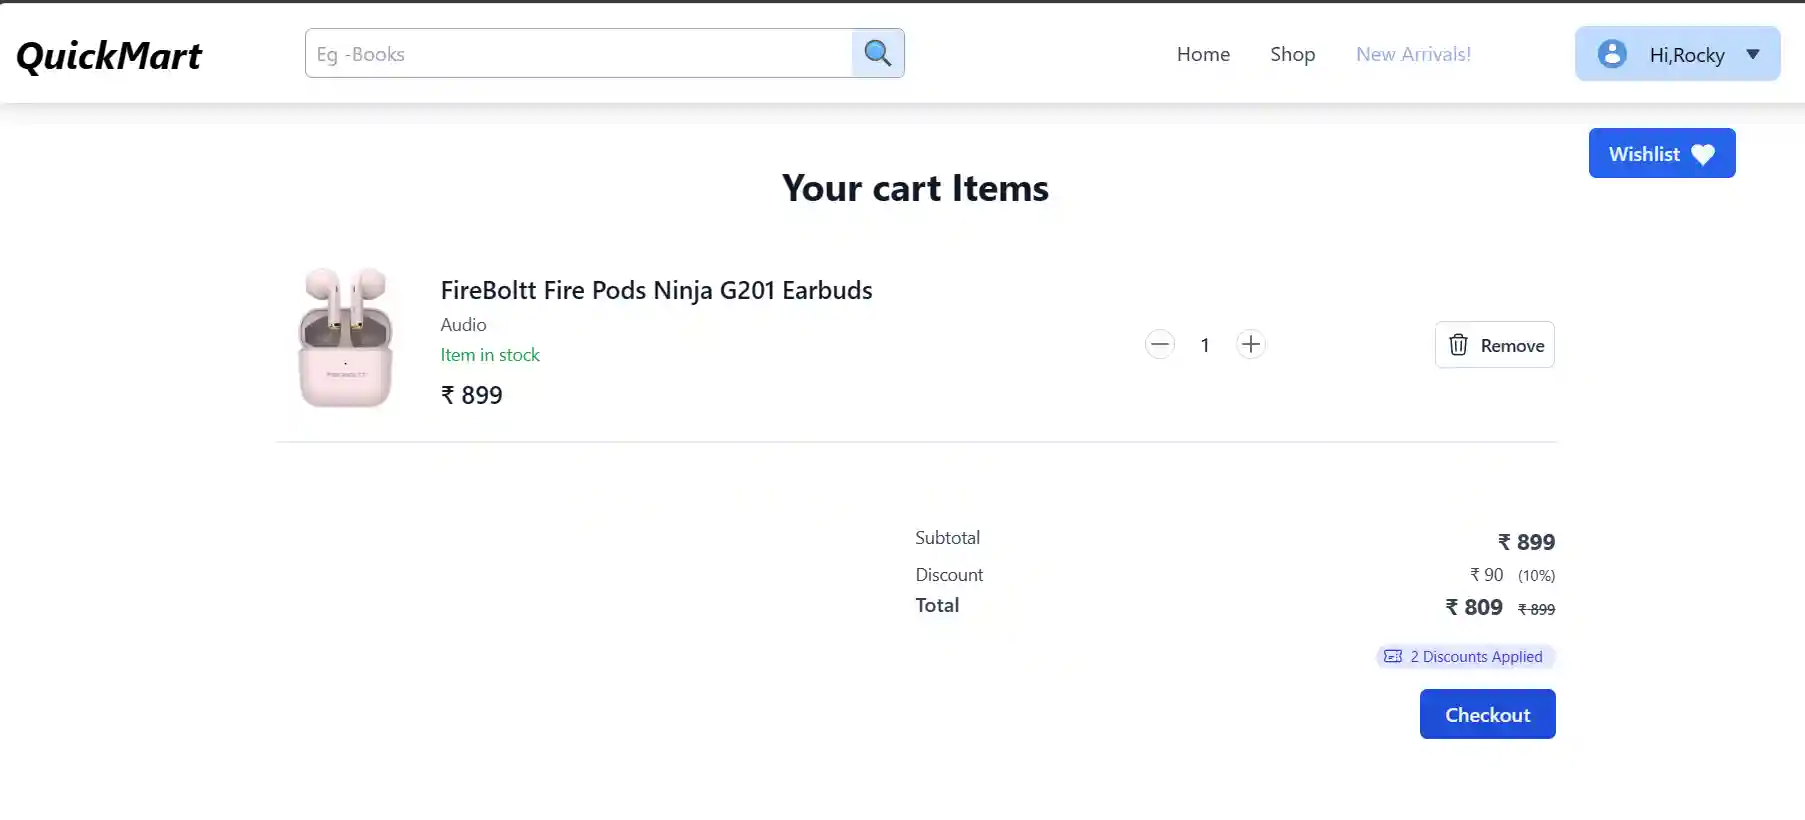 QuickMart
Eg -Books
Home
Shop
New Arrivals!
Hi,Rocky
Wishlist
Your cart Items
FireBoltt Fire Pods Ninja G201 Earbuds
Audio
Item in stock
₹ 899
1
Remove
Subtotal ₹ 899
Discount ₹ 90 (10%)
Total ₹ 809 ₹ 899
2 Discounts Applied
Checkout